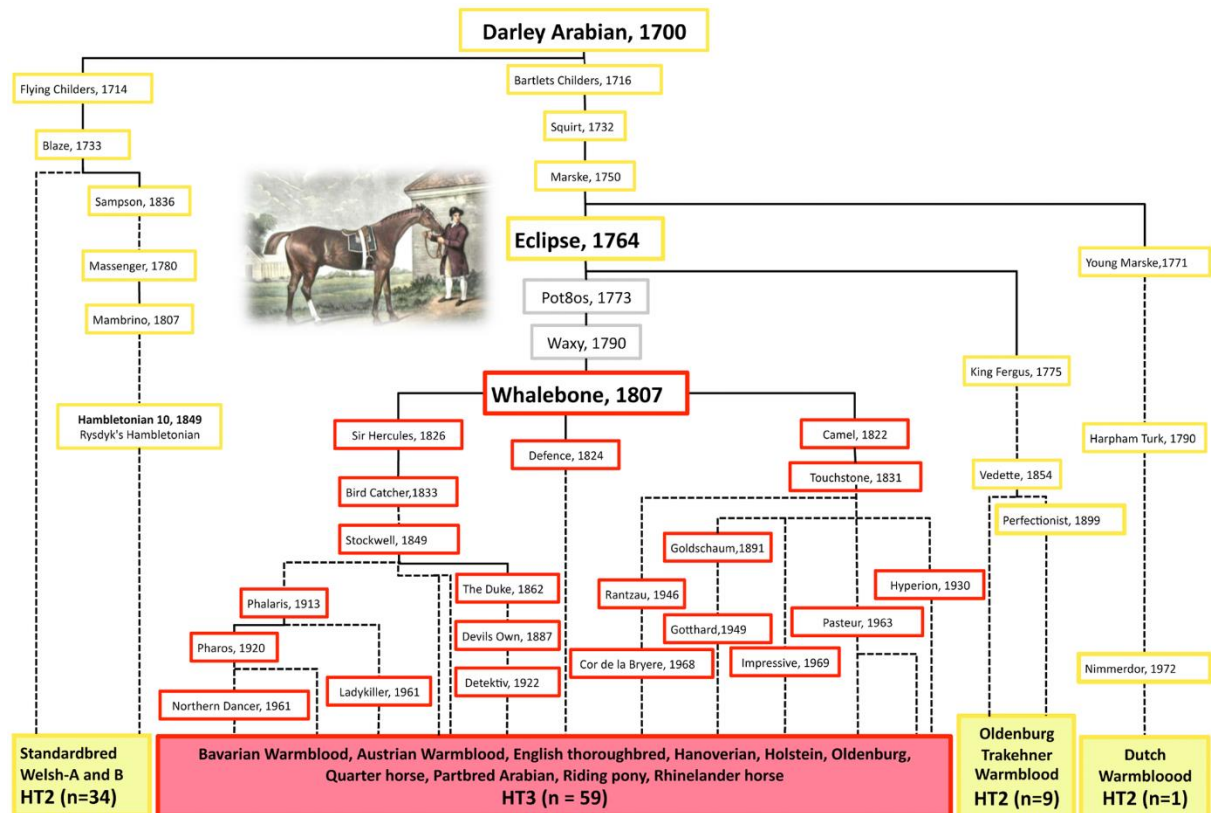 Darley Arabian, 1700
Flying Childers, 1714
Bartlets Childers, 1716
Squirt, 1732
Blaze, 1733
Marske, 1750
Sampson, 1836
Eclipse, 1764
Massenger, 1780
Young Marske,1771
Pot8os, 1773
Mambrino, 1807
Waxy, 1790
King Fergus, 1775
Whalebone, 1807
Hambletonian 10, 1849
Rysdyk's Hambletonian
Sir Hercules, 1826
Camel, 1822
Harpham Turk, 1790
Defence, 1824
Touchstone, 1831
Vedette, 1854
Bird Catcher,1833
Perfectionist, 1899
Stockwell, 1849
Goldschaum,1891
Hyperion, 1930
The Duke, 1862
Rantzau, 1946
Phalaris, 1913
Pasteur, 1963
Gotthard,1949
Devils Own, 1887
Pharos, 1920
Cor de la Bryere, 1968
Impressive, 1969
Nimmerdor, 1972
Detektiv, 1922
Ladykiller, 1961
Northern Dancer, 1961
Standardbred
Welsh-A and B
HT2 (n=34)
Bavarian Warmblood, Austrian Warmblood, English thoroughbred, Hanoverian, Holstein, Oldenburg,
Quarter horse, Partbred Arabian, Riding pony, Rhinelander horse
HT3 (n = 59)
Oldenburg
Trakehner
Warmblood
HT2 (n=9)
Dutch
Warmbloood
HT2 (n=1)